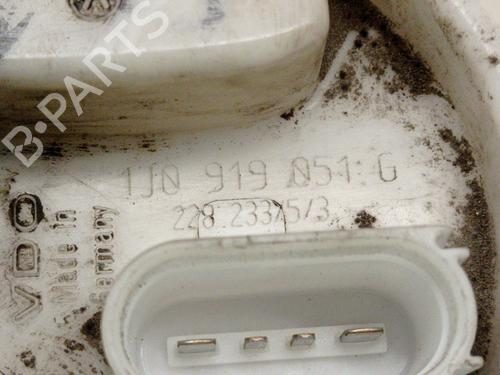 B-PARTS
1J0 919 051 G
228 233/5/3
VDO
Made in
Germany